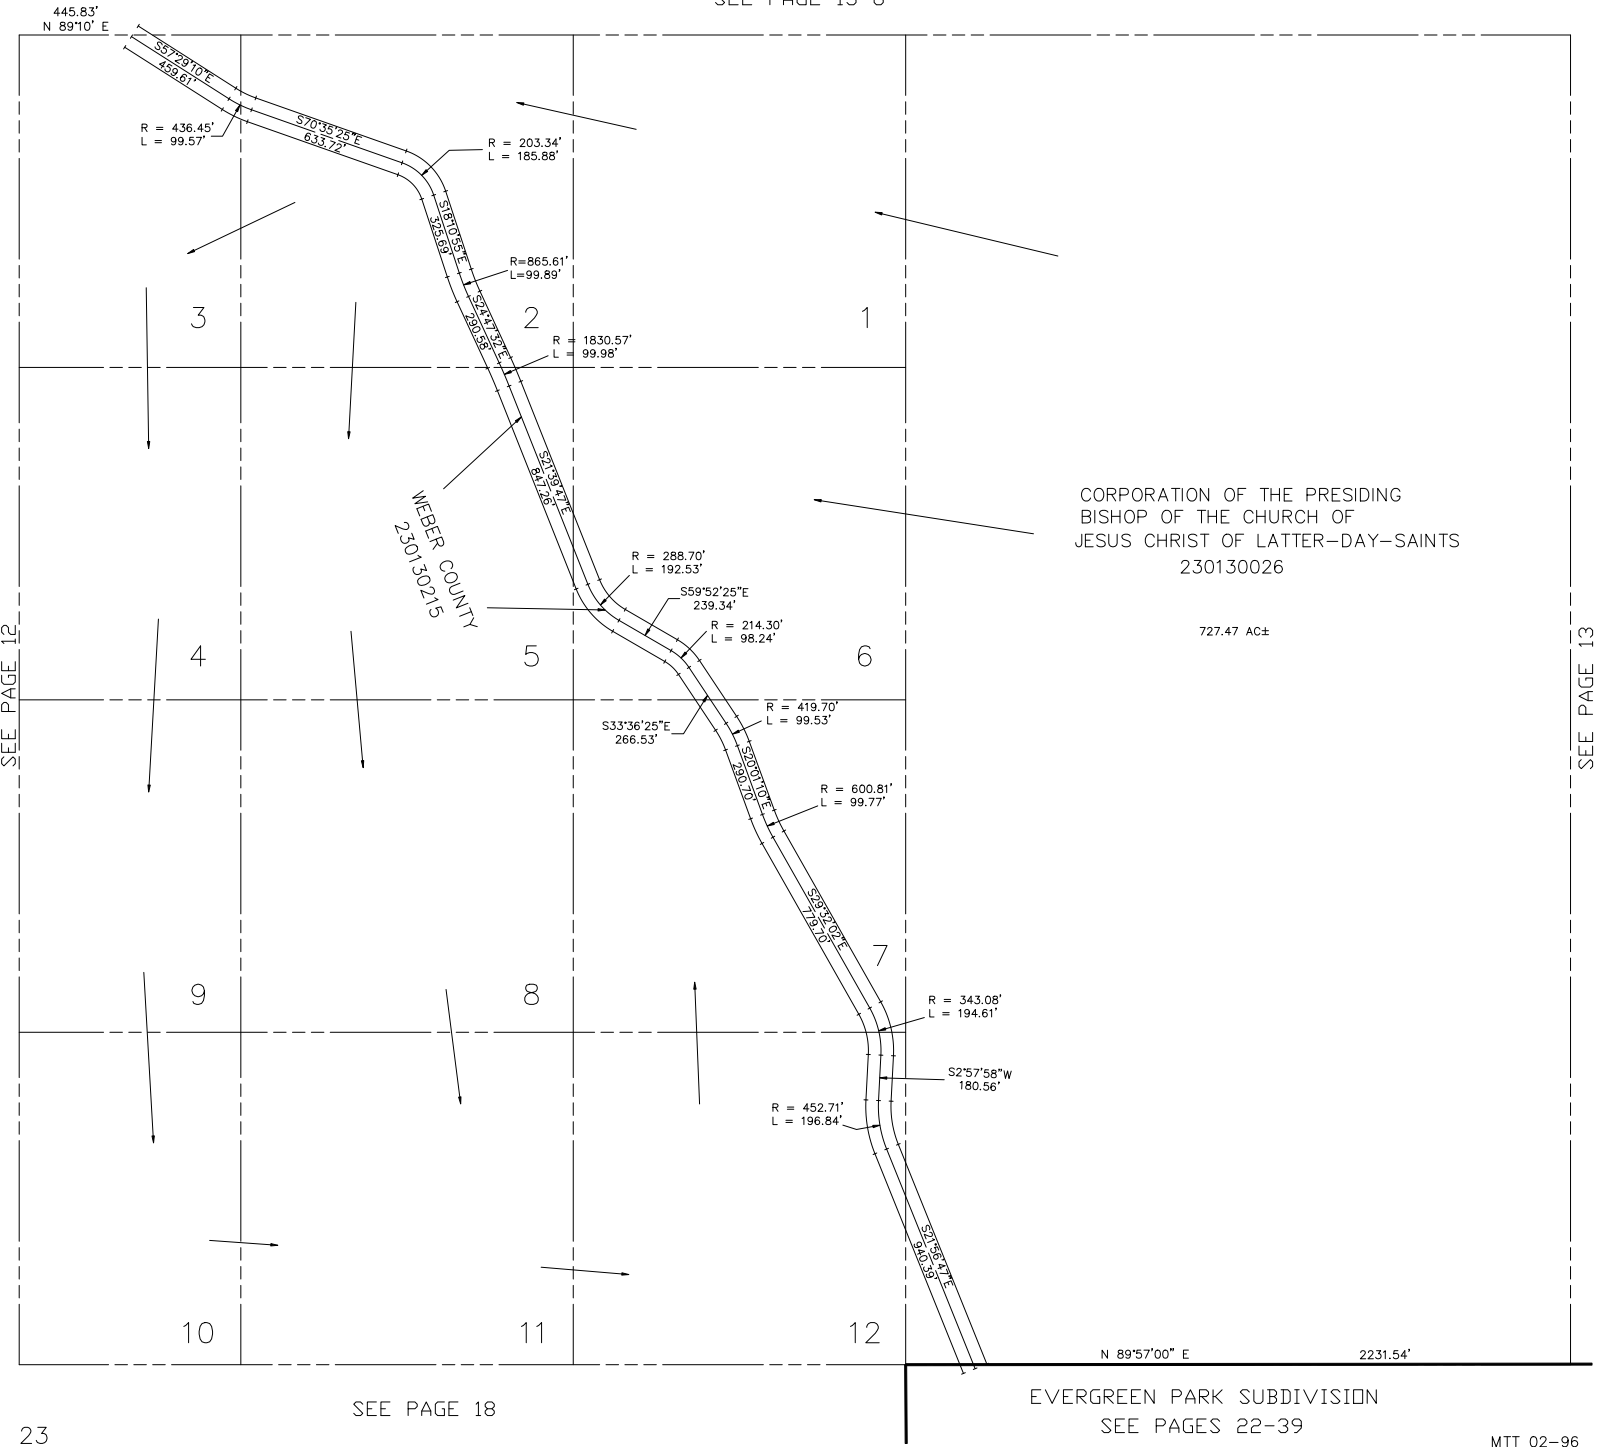 SEE PAGE 15-6
445.83'
N 89°10' E
S57°29'10"E
459.61'
R = 436.45'
L = 99.57'
S70°35'25"E
633.72'
R = 203.34'
L = 185.88'
S18°10'55"E
325.69'
R=865.61'
L=99.89'
S24°47'32"E
290.58'
3
2
1
R = 1830.57'
L = 99.98'
S21°39'47"E
847.26'
WEBER COUNTY
230130215
CORPORATION OF THE PRESIDING
BISHOP OF THE CHURCH OF
JESUS CHRIST OF LATTER-DAY-SAINTS
230130026
727.47 AC±
R = 288.70'
L = 192.53'
S59°52'25"E
239.34'
R = 214.30'
L = 98.24'
SEE PAGE 12
4
5
6
SEE PAGE 13
S33°36'25"E
266.53'
R = 419.70'
L = 99.53'
S20°01'10"E
290.70'
R = 600.81'
L = 99.77'
S29°32'02"E
779.70'
7
9
8
R = 343.08'
L = 194.61'
S2°57'58"W
180.56'
R = 452.71'
L = 196.84'
S21°56'47"E
940.39'
10
11
12
N 89°57'00" E
2231.54'
SEE PAGE 18
EVERGREEN PARK SUBDIVISION
SEE PAGES 22-39
23
MTT 02-96